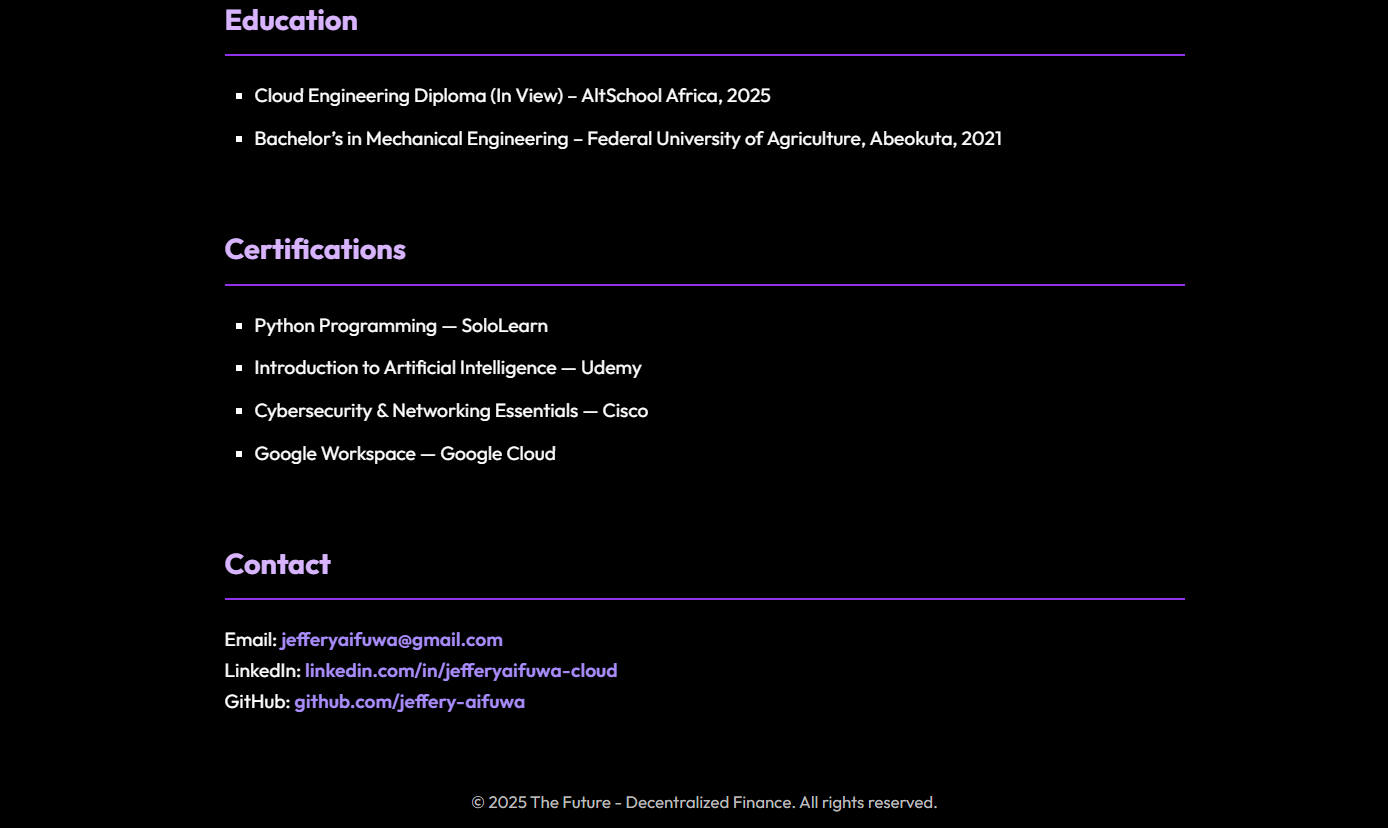 Education
Cloud Engineering Diploma (In View) – AltSchool Africa, 2025
Bachelor’s in Mechanical Engineering – Federal University of Agriculture, Abeokuta, 2021
Certifications
Python Programming — SoloLearn
Introduction to Artificial Intelligence — Udemy
Cybersecurity & Networking Essentials — Cisco
Google Workspace — Google Cloud
Contact
Email: jefferyaifuwa@gmail.com
LinkedIn: linkedin.com/in/jefferyaifuwa-cloud
GitHub: github.com/jeffery-aifuwa
© 2025 The Future - Decentralized Finance. All rights reserved.